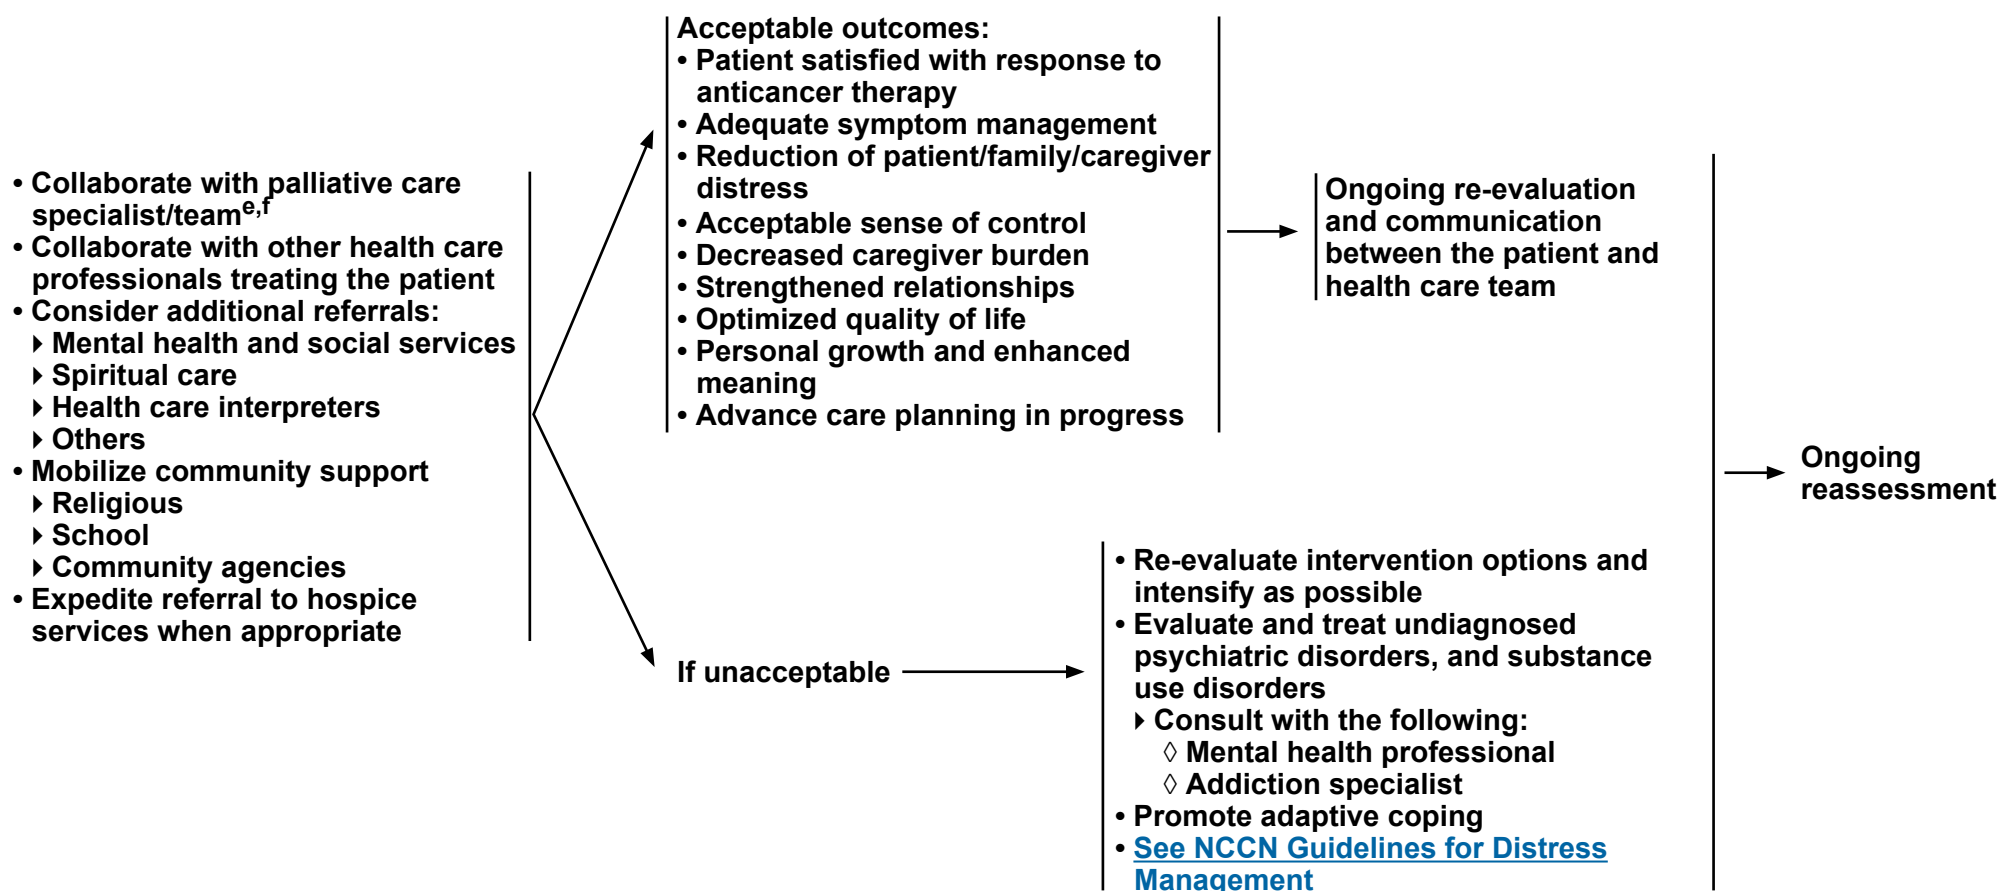 • Collaborate with palliative care
specialist/team^e,f
• Collaborate with other health care
professionals treating the patient
• Consider additional referrals:
▸ Mental health and social services
▸ Spiritual care
▸ Health care interpreters
▸ Others
• Mobilize community support
▸ Religious
▸ School
▸ Community agencies
• Expedite referral to hospice
services when appropriate
Acceptable outcomes:
• Patient satisfied with response to
anticancer therapy
• Adequate symptom management
• Reduction of patient/family/caregiver
distress
• Acceptable sense of control
• Decreased caregiver burden
• Strengthened relationships
• Optimized quality of life
• Personal growth and enhanced
meaning
• Advance care planning in progress
Ongoing re-evaluation
and communication
between the patient and
health care team
If unacceptable
• Re-evaluate intervention options and
intensify as possible
• Evaluate and treat undiagnosed
psychiatric disorders, and substance
use disorders
▸ Consult with the following:
◊ Mental health professional
◊ Addiction specialist
• Promote adaptive coping
• See NCCN Guidelines for Distress
Management
Ongoing
reassessment